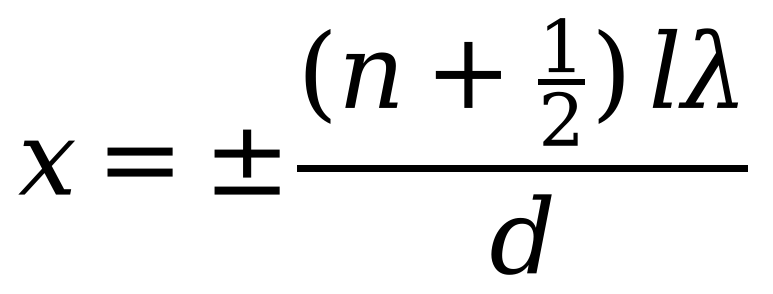 x = ± (n + 1/2) lλ / d